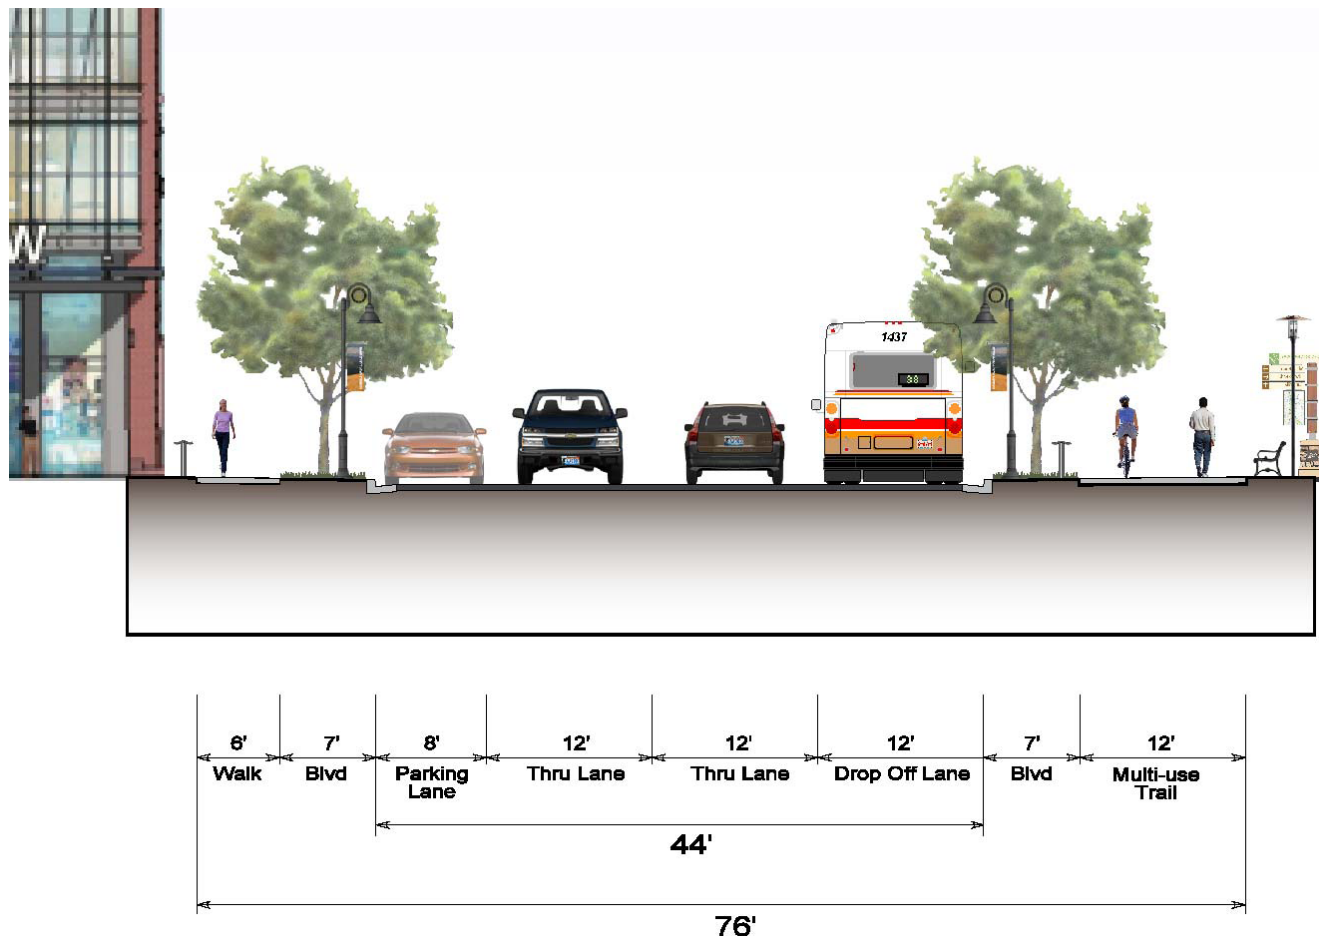 W
1437
38
6' 7' 8' 12' 12' 12' 7' 12'
Walk Blvd Parking Lane Thru Lane Thru Lane Drop Off Lane Blvd Multi-use Trail
44'
76'